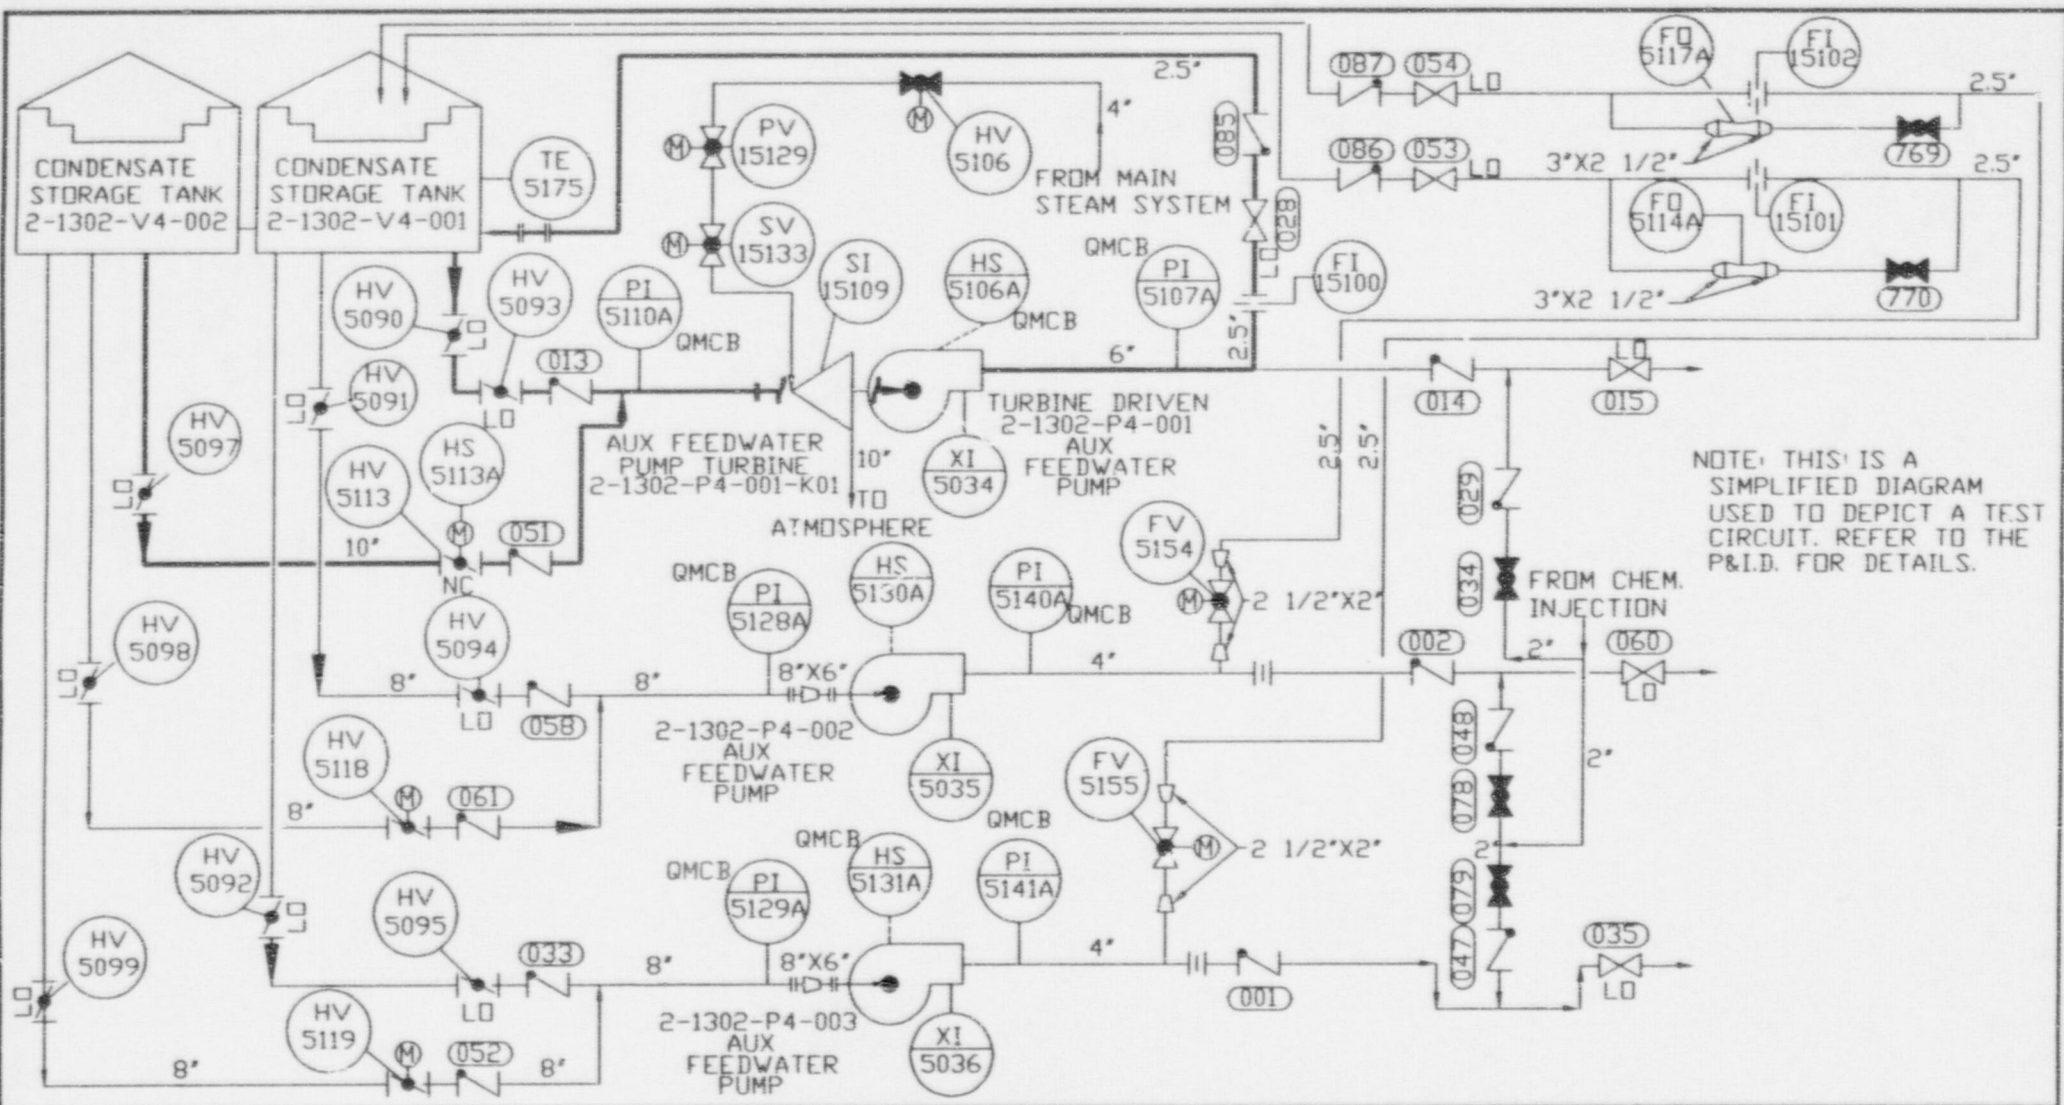 CONDENSATE
STORAGE TANK
2-1302-V4-002
CONDENSATE
STORAGE TANK
2-1302-V4-001
TE
5175
2.5"
PV
15129
M
SV
15133
M
M
HV
5106
4"
FROM MAIN
STEAM SYSTEM
085
028
LO
FI
15100
2.5"
087
054
LO
FO
5117A
FI
15102
2.5"
769
3"X2 1/2"
086
053
LO
FO
5114A
FI
15101
2.5"
770
3"X2 1/2"
HV
5090
LO
HV
5093
LO
013
PI
5110A
QMCB
SI
15109
HS
5106A
QMCB
QMCB
PI
5107A
6"
014
LO
015
HV
5091
LO
HV
5097
LO
HV
5113
HS
5113A
M
NC
051
10"
AUX FEEDWATER
PUMP TURBINE
2-1302-P4-001-K01
10"
TO
ATMOSPHERE
TURBINE DRIVEN
2-1302-P4-001
AUX
FEEDWATER
PUMP
XI
5034
2.5"
2.5"
029
034
NOTE: THIS IS A
SIMPLIFIED DIAGRAM
USED TO DEPICT A TEST
CIRCUIT. REFER TO THE
P&I.D. FOR DETAILS.
FROM CHEM.
INJECTION
HV
5098
LO
HV
5094
LO
8"
058
8"
QMCB
PI
5128A
8"X6"
HS
5130A
PI
5140A
QMCB
4"
FV
5154
M
2 1/2"X2"
002
2"
060
LO
2-1302-P4-002
AUX
FEEDWATER
PUMP
XI
5035
HV
5118
M
061
8"
048
078
2"
2"
079
047
FV
5155
M
2 1/2"X2"
HV
5092
LO
HV
5095
LO
033
8"
QMCB
PI
5129A
8"X6"
QMCB
HS
5131A
QMCB
PI
5141A
4"
001
035
LO
2-1302-P4-003
AUX
FEEDWATER
PUMP
XI
5036
HV
5099
LO
HV
5119
M
052
8"
8"